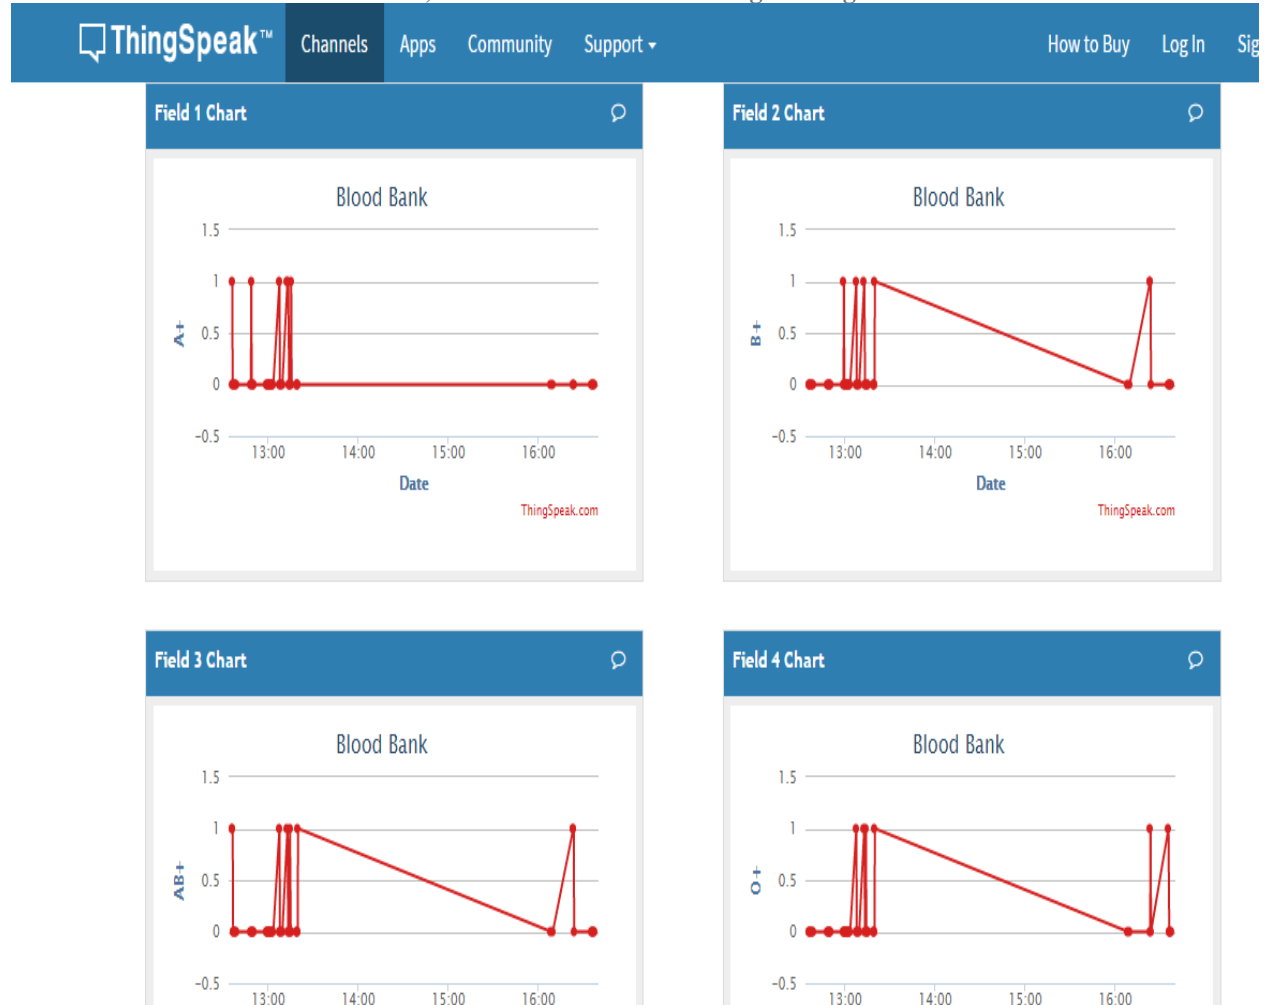 ThingSpeak™ Channels Apps Community Support How to Buy Log In Sig
Field 1 Chart
Blood Bank
1.5
1
0.5
0
-0.5
A+
13:00 14:00 15:00 16:00
Date
ThingSpeak.com
Field 2 Chart
Blood Bank
1.5
1
0.5
0
-0.5
B+
13:00 14:00 15:00 16:00
Date
ThingSpeak.com
Field 3 Chart
Blood Bank
1.5
1
0.5
0
-0.5
AB+
13:00 14:00 15:00 16:00
Field 4 Chart
Blood Bank
1.5
1
0.5
0
-0.5
O+
13:00 14:00 15:00 16:00